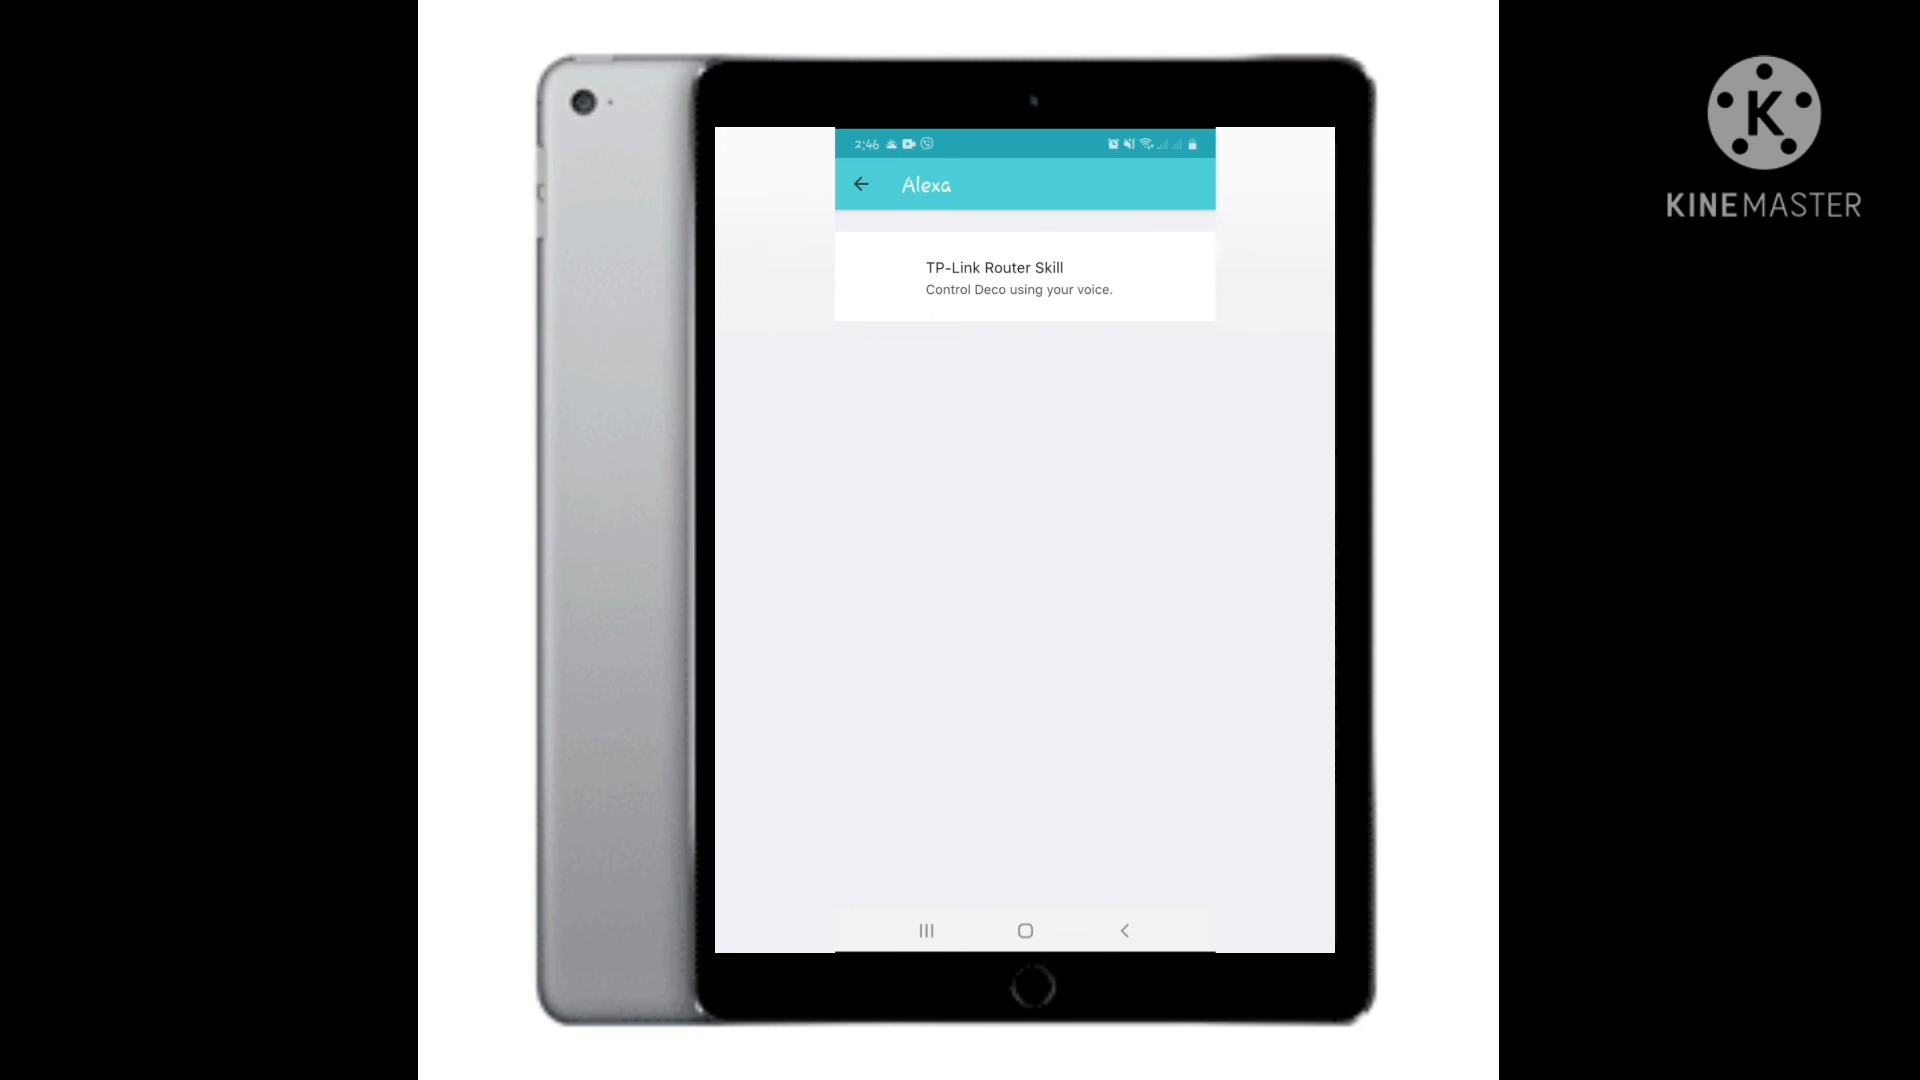 2:46
Alexa
TP-Link Router Skill
Control Deco using your voice.
K
KINEMASTER